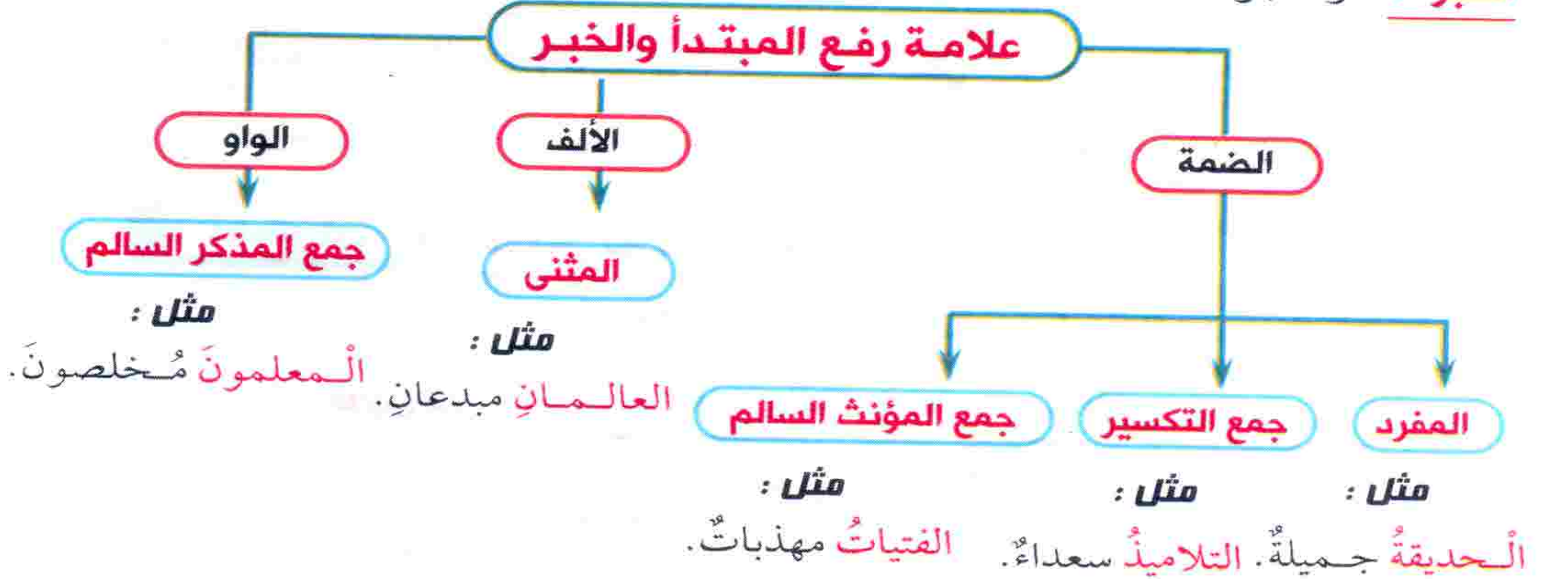 علامة رفع المبتدأ والخبر
الضمة
الألف
الواو
المفرد
مثل :
الْحديقةُ جميلةٌ.
جمع التكسير
مثل :
التلاميذُ سعداءٌ.
جمع المؤنث السالم
مثل :
الفتياتُ مهذباتٌ.
المثنى
مثل :
العالمانِ مبدعانِ.
جمع المذكر السالم
مثل :
الْمعلمونَ مُخلصونَ.